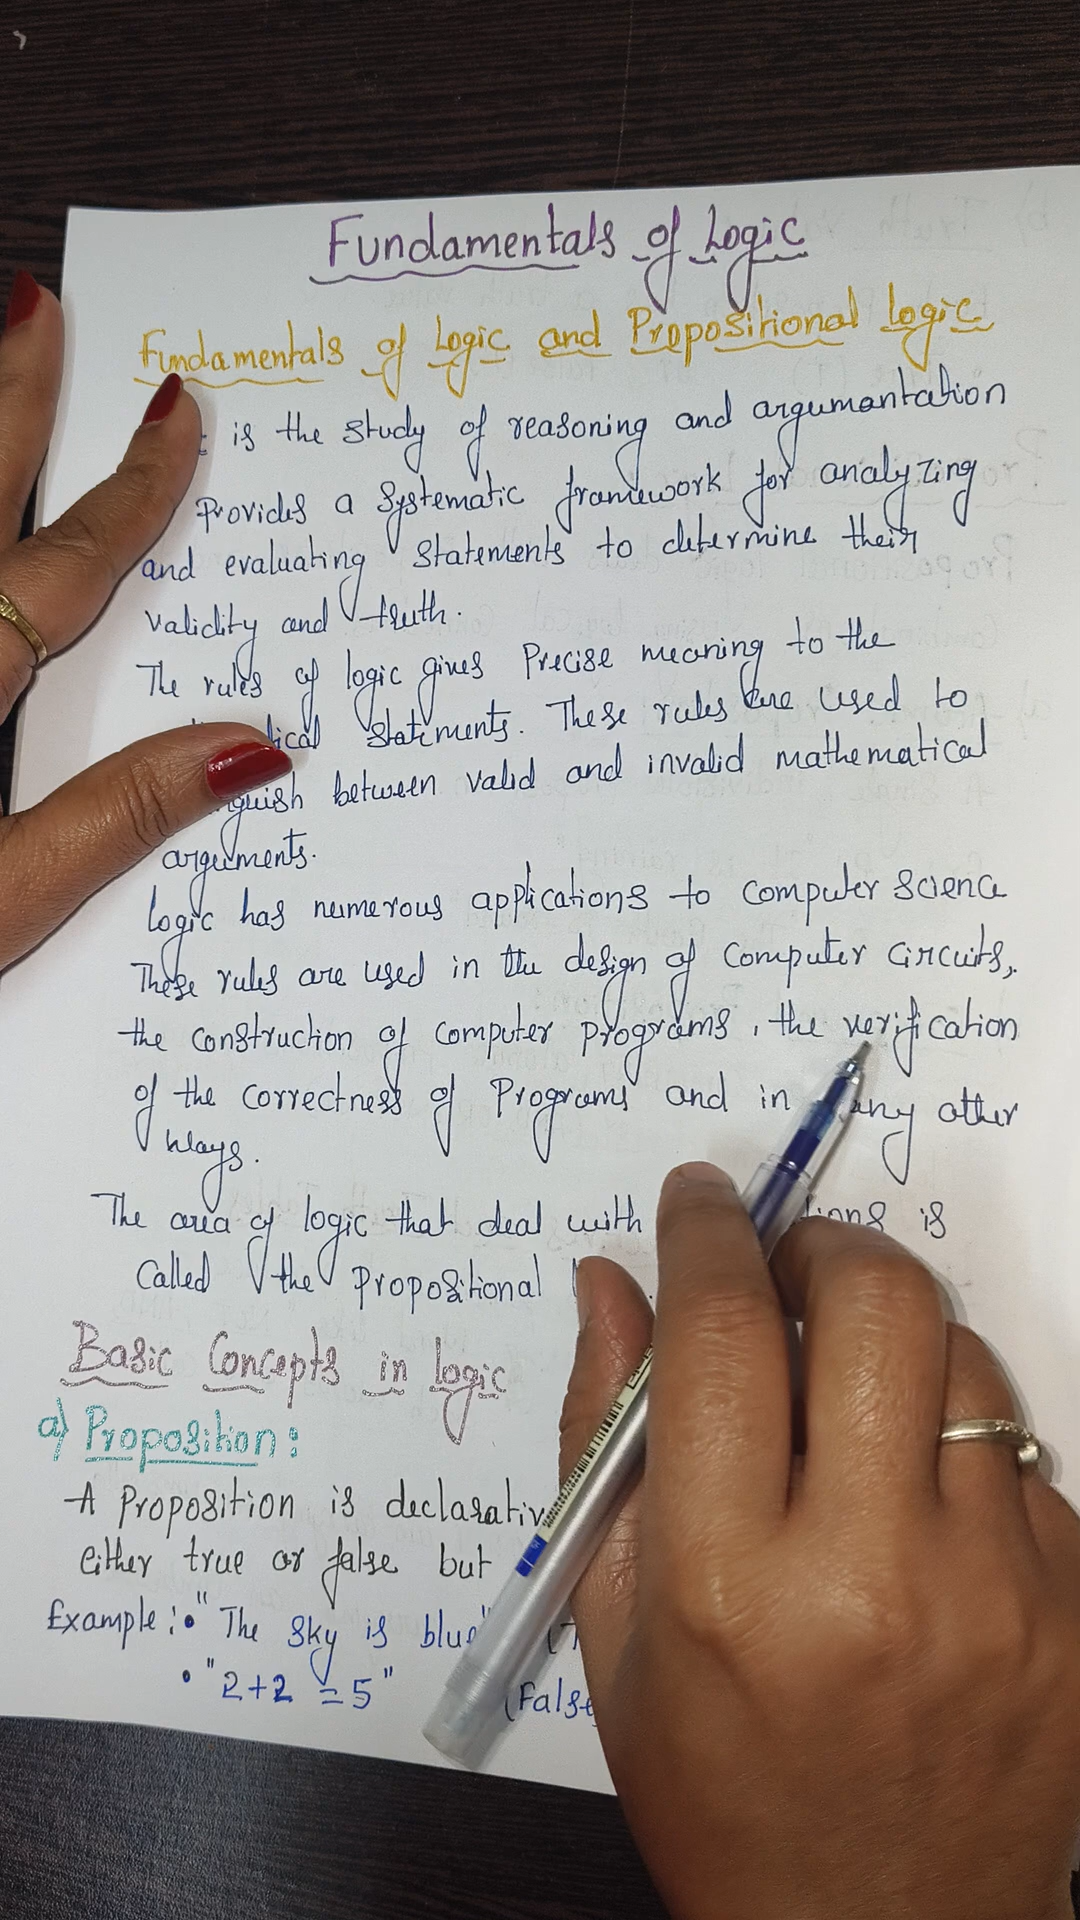 Fundamentals of Logic
Fundamentals of Logic and Propositional Logic
is the study of reasoning and argumantation
Provides a systematic framework for analyzing
and evaluating statements to determine their
validity and truth.
The rules of logic gives Precise meaning to the
statements. These rules are used to
between valid and invalid mathematical
arguments.
Logic has numerous applications to computer science
These rules are used in the design of computer circuits,
the construction of computer programs, the verification
of the correctness of Programs and in any other
ways.
The area of logic that deal with is
called the propositional
Basic Concepts in logic
a) Proposition:
A Proposition is
either true or false but
Example: • "The sky is blue"
• "2+2 = 5" (False